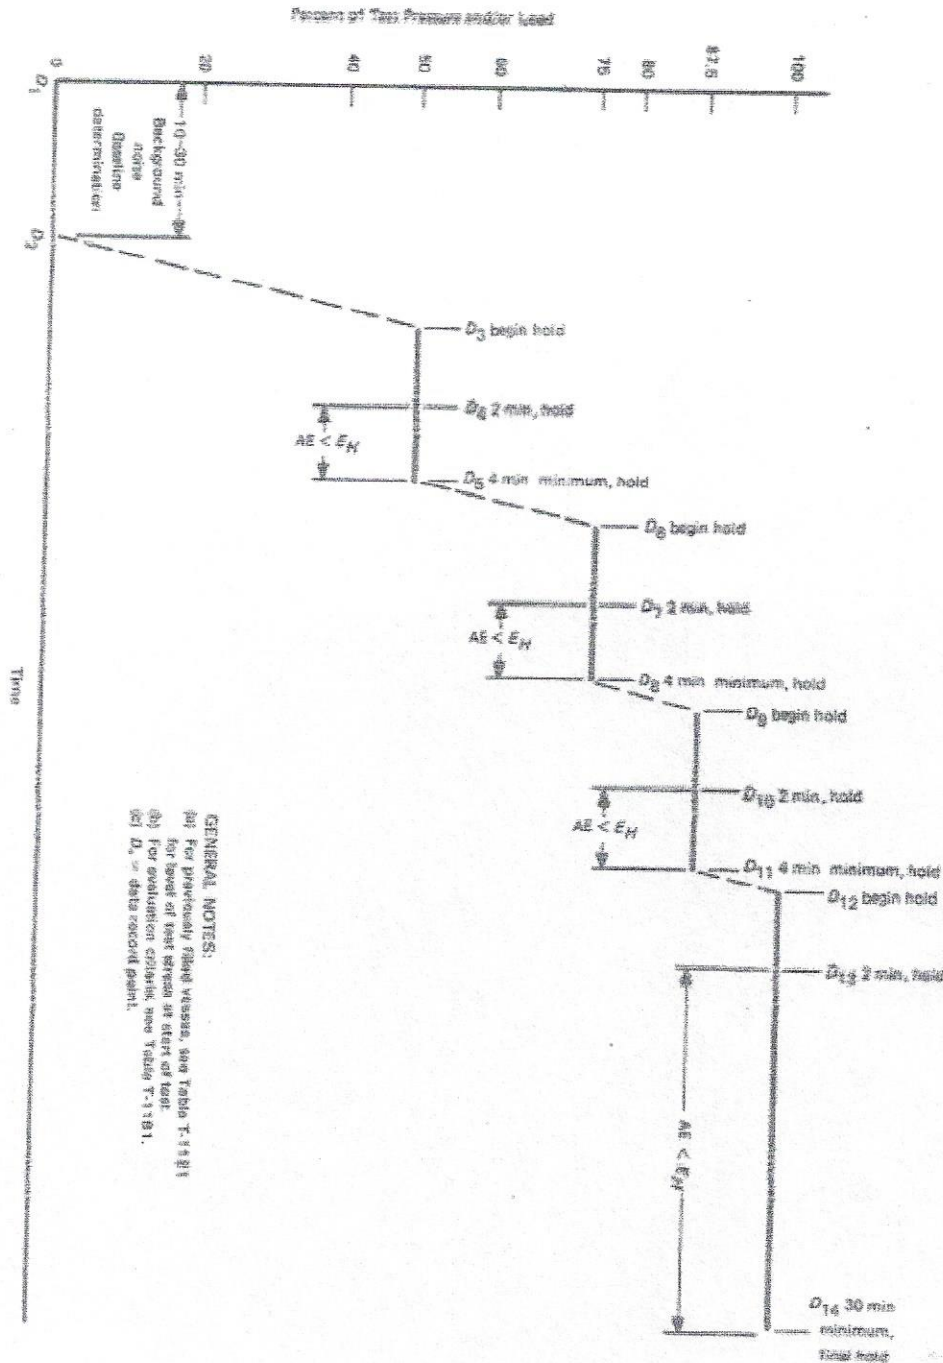 Percent of Test Pressure and/or Load
0
20
40
50
60
75
80
87.5
100
D1
10–30 min
Background
noise
baseline
determination
D2
D3 begin hold
D4 2 min, hold
AE < EH
D5 4 min minimum, hold
D6 begin hold
D7 2 min, hold
AE < EH
D8 4 min minimum, hold
D9 begin hold
D10 2 min, hold
AE < EH
D11 4 min minimum, hold
D12 begin hold
D13 2 min, hold
AE < EH
D14 30 min
minimum,
final hold
Time
GENERAL NOTES:
(a) For previously filled vessels, see Table T-1121
for level of test stress at start of test.
(b) For evaluation criteria, see Table T-1181.
(c) Dx = data record point.